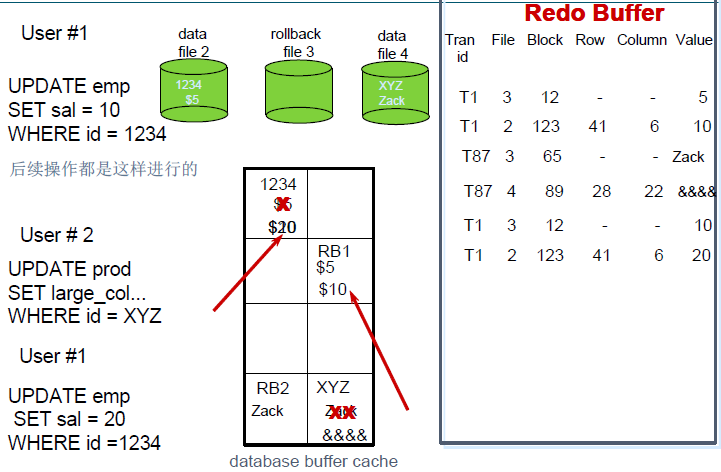 Redo Buffer
User #1
data
file 2
rollback
file 3
data
file 4
Tran
id
File Block Row Column Value
1234
$5
XYZ
Zack
UPDATE emp
SET sal = 10
WHERE id = 1234
后续操作都是这样进行的
T1 3 12 - - 5
T1 2 123 41 6 10
T87 3 65 - - Zack
T87 4 89 28 22 &&&&
T1 3 12 - - 10
T1 2 123 41 6 20
1234
$5
$20
RB1
$5
$10
User # 2
UPDATE prod
SET large_col...
WHERE id = XYZ
User #1
UPDATE emp
SET sal = 20
WHERE id =1234
RB2
Zack
XYZ
Zack
&&&&
database buffer cache